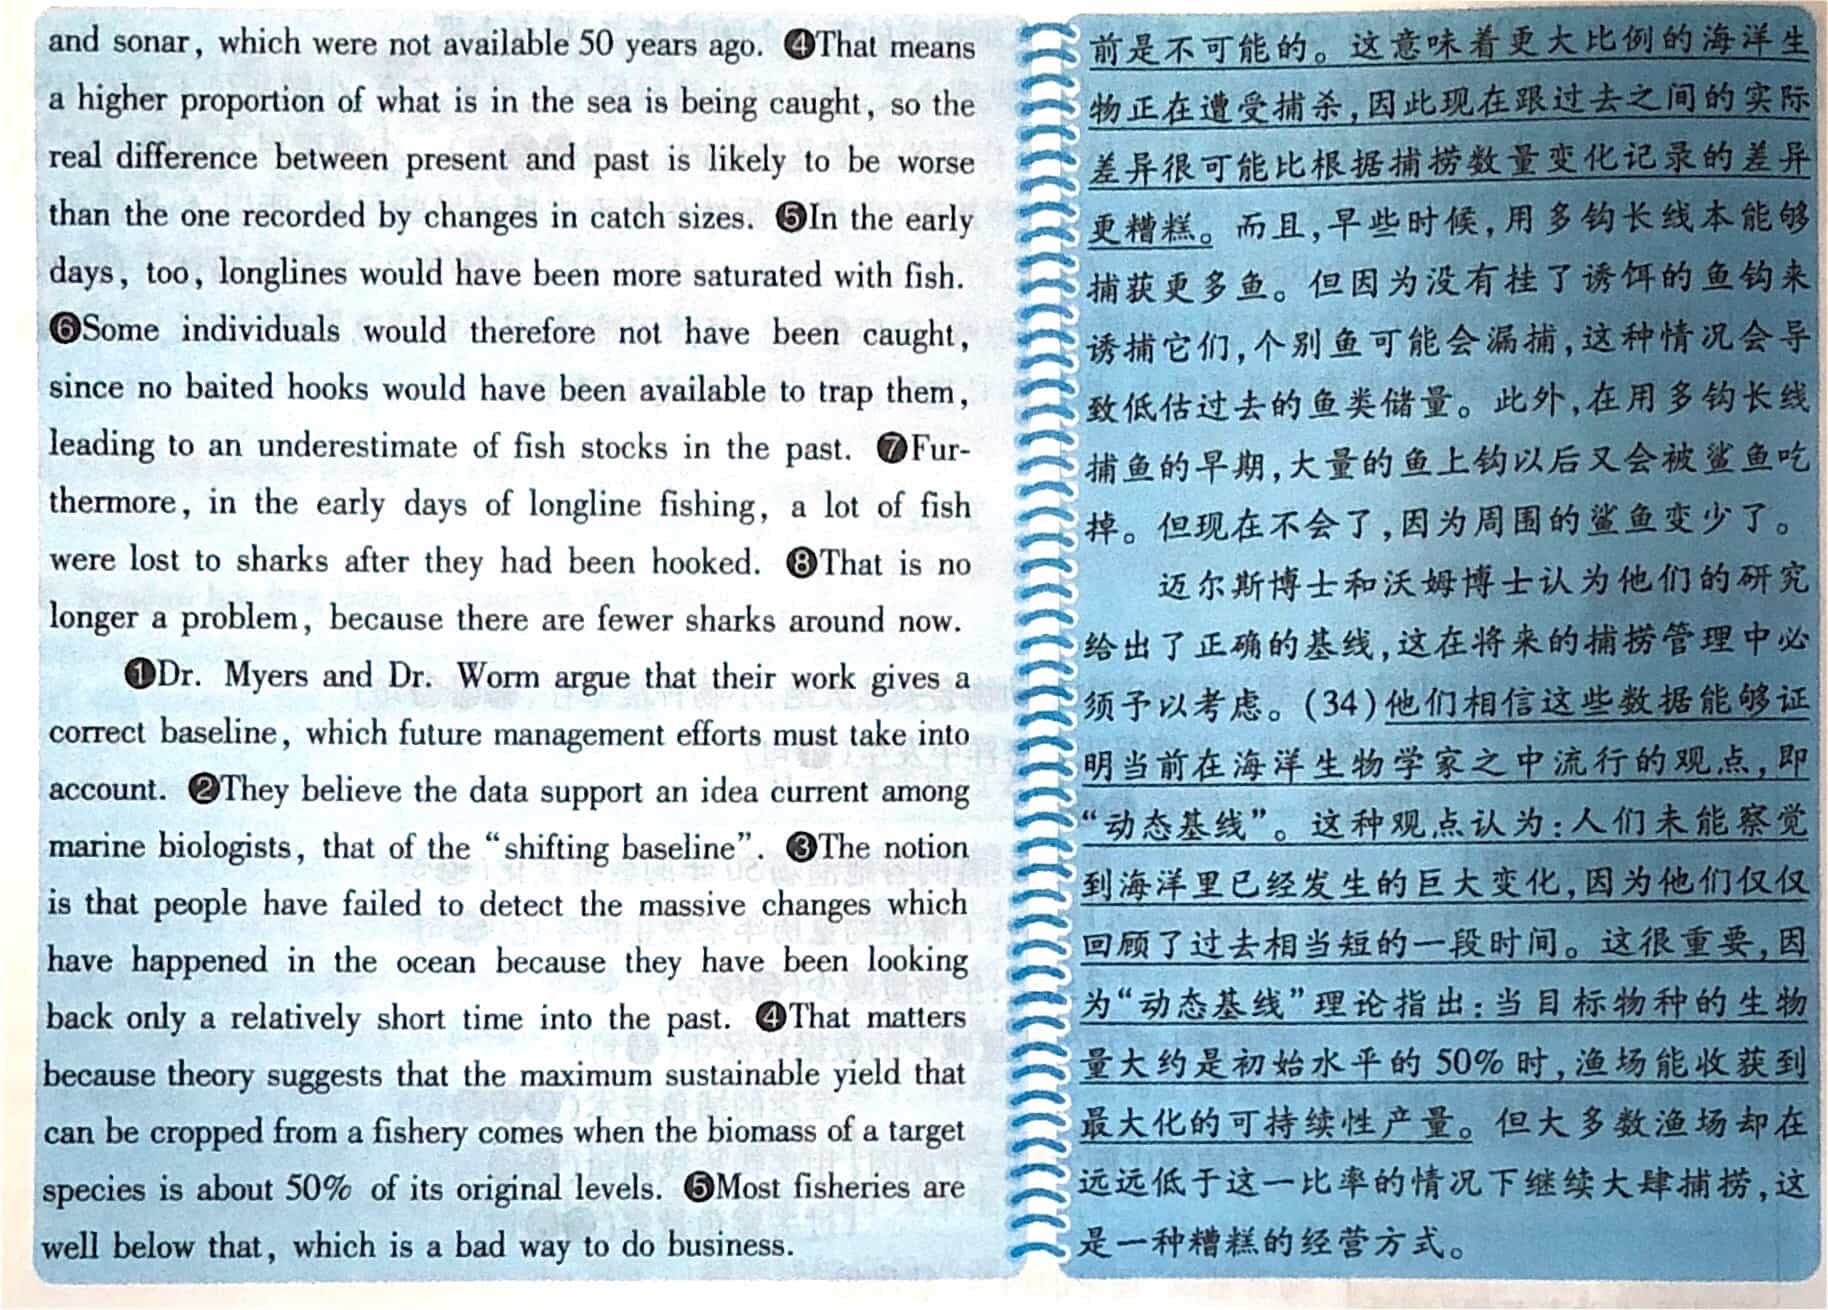 and sonar, which were not available 50 years ago. ❹That means
a higher proportion of what is in the sea is being caught, so the
real difference between present and past is likely to be worse
than the one recorded by changes in catch sizes. ❺In the early
days, too, longlines would have been more saturated with fish.
❻Some individuals would therefore not have been caught,
since no baited hooks would have been available to trap them,
leading to an underestimate of fish stocks in the past. ❼Fur-
thermore, in the early days of longline fishing, a lot of fish
were lost to sharks after they had been hooked. ❽That is no
longer a problem, because there are fewer sharks around now.
❶Dr. Myers and Dr. Worm argue that their work gives a
correct baseline, which future management efforts must take into
account. ❷They believe the data support an idea current among
marine biologists, that of the “shifting baseline”. ❸The notion
is that people have failed to detect the massive changes which
have happened in the ocean because they have been looking
back only a relatively short time into the past. ❹That matters
because theory suggests that the maximum sustainable yield that
can be cropped from a fishery comes when the biomass of a target
species is about 50% of its original levels. ❺Most fisheries are
well below that, which is a bad way to do business.
前是不可能的。这意味着更大比例的海洋生
物正在遭受捕杀,因此现在跟过去之间的实际
差异很可能比根据捕捞数量变化记录的差异
更糟糕。而且,早些时候,用多钩长线本能够
捕获更多鱼。但因为没有挂了诱饵的鱼钩来
诱捕它们,个别鱼可能会漏捕,这种情况会导
致低估过去的鱼类储量。此外,在用多钩长线
捕鱼的早期,大量的鱼上钩以后又会被鲨鱼吃
掉。但现在不会了,因为周围的鲨鱼变少了。
迈尔斯博士和沃姆博士认为他们的研究
给出了正确的基线,这在将来的捕捞管理中必
须予以考虑。(34)他们相信这些数据能够证
明当前在海洋生物学家之中流行的观点,即
“动态基线”。这种观点认为:人们未能察觉
到海洋里已经发生的巨大变化,因为他们仅仅
回顾了过去相当短的一段时间。这很重要,因
为“动态基线”理论指出:当目标物种的生物
量大约是初始水平的 50% 时,渔场能收获到
最大化的可持续性产量。但大多数渔场却在
远远低于这一比率的情况下继续大肆捕捞,这
是一种糟糕的经营方式。